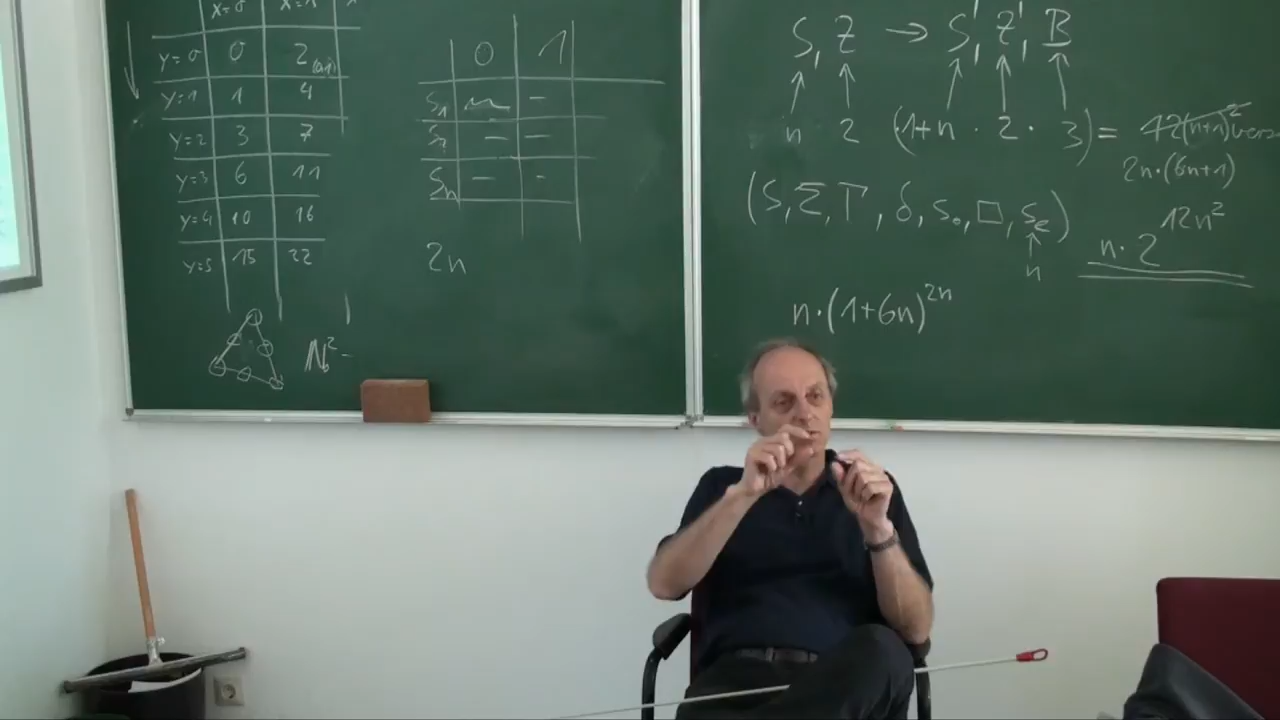 x=0
y=0 0 2
y=1 1 4
y=2 3 7
y=3 6 11
y=4 10 16
y=5 15 22
ℕ²-
0 1
S₁ ~ -
S₂ - -
Sₙ - -
2n
S, Z → S', Z', B
n 2 (1+n · 2 · 3) = 42(n+1)²
2n·(6n+1)
(S, Σ, Γ, δ, s₀, □, sₑ)
12n²
n · 2
n
n·(1+6n)²ⁿ